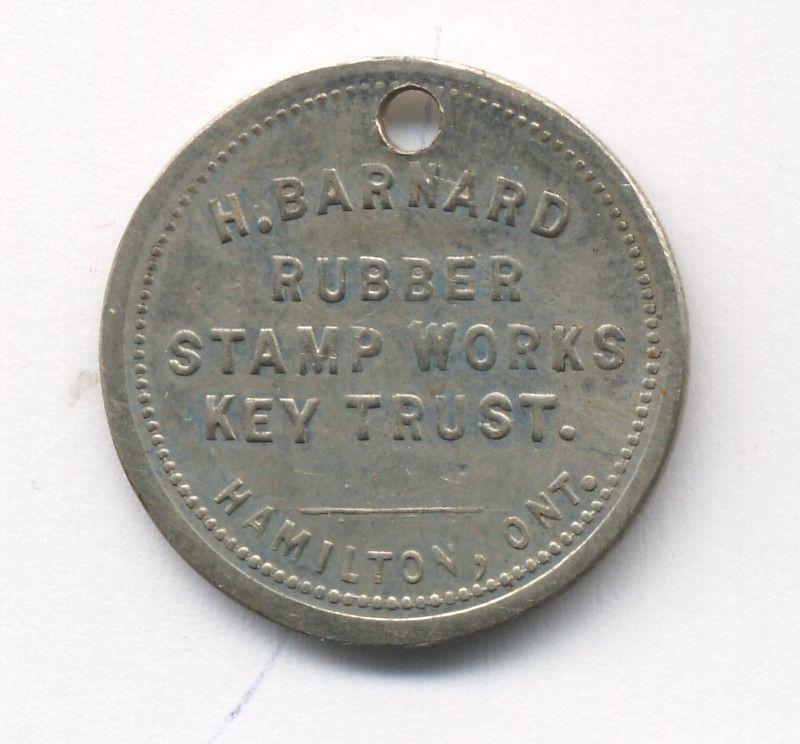 H. BARNARD
RUBBER
STAMP WORKS
KEY TRUST.
HAMILTON, ONT.